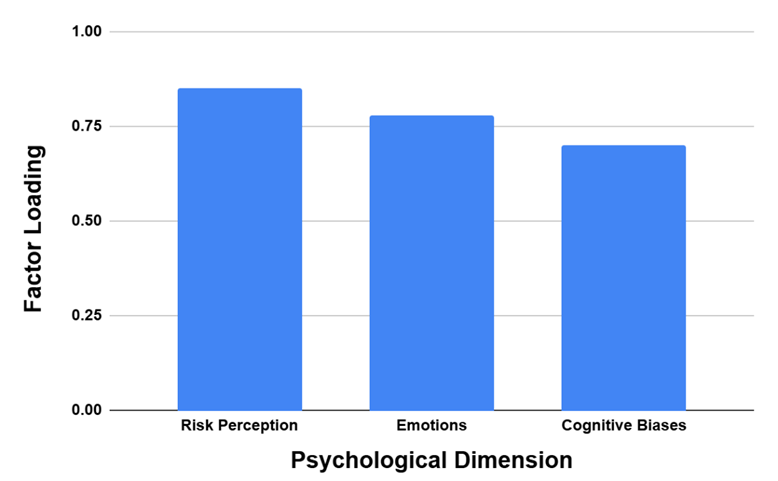 1.00
0.75
0.50
0.25
0.00
Factor Loading
Risk Perception
Emotions
Cognitive Biases
Psychological Dimension